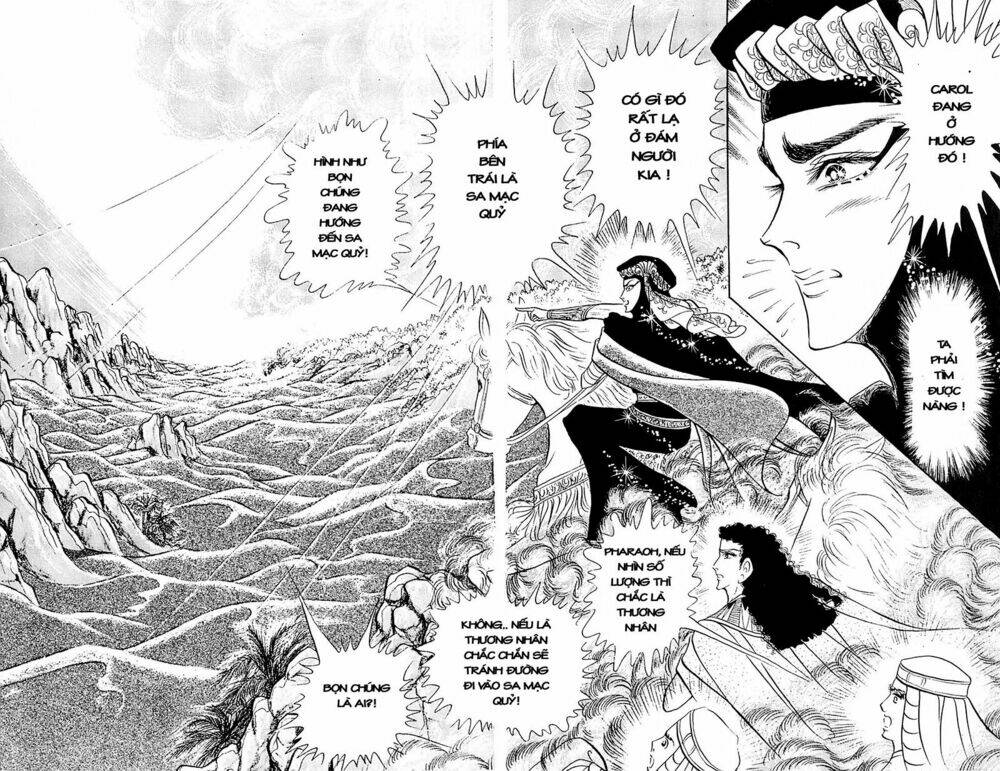 CAROL
ĐANG
Ở
HƯỚNG
ĐÓ !
TA
PHẢI
TÌM
ĐƯỢC
NÀNG !
CÓ GÌ ĐÓ
RẤT LẠ
Ở ĐÁM
NGƯỜI
KIA !
PHÍA
BÊN
TRÁI LÀ
SA MẠC
QUỶ
HÌNH NHƯ
BỌN
CHÚNG
ĐANG
HƯỚNG
ĐẾN SA
MẠC QUỶ!
PHARAOH, NẾU
NHÌN SỐ
LƯỢNG THÌ
CHẮC LÀ
THƯƠNG
NHÂN
KHÔNG.. NẾU LÀ
THƯƠNG NHÂN
CHẮC CHẮN SẼ
TRÁNH ĐƯỜNG
ĐI VÀO SA MẠC
QUỶ!
BỌN CHÚNG
LÀ AI?!